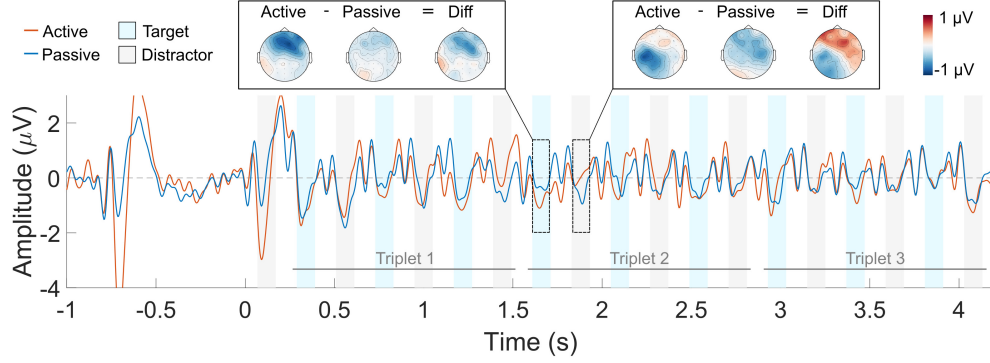 Active
Passive
Target
Distractor
Active - Passive = Diff
Active - Passive = Diff
1 µV
-1 µV
Amplitude (µV)
2
0
-2
-4
Triplet 1
Triplet 2
Triplet 3
-1 -0.5 0 0.5 1 1.5 2 2.5 3 3.5 4
Time (s)